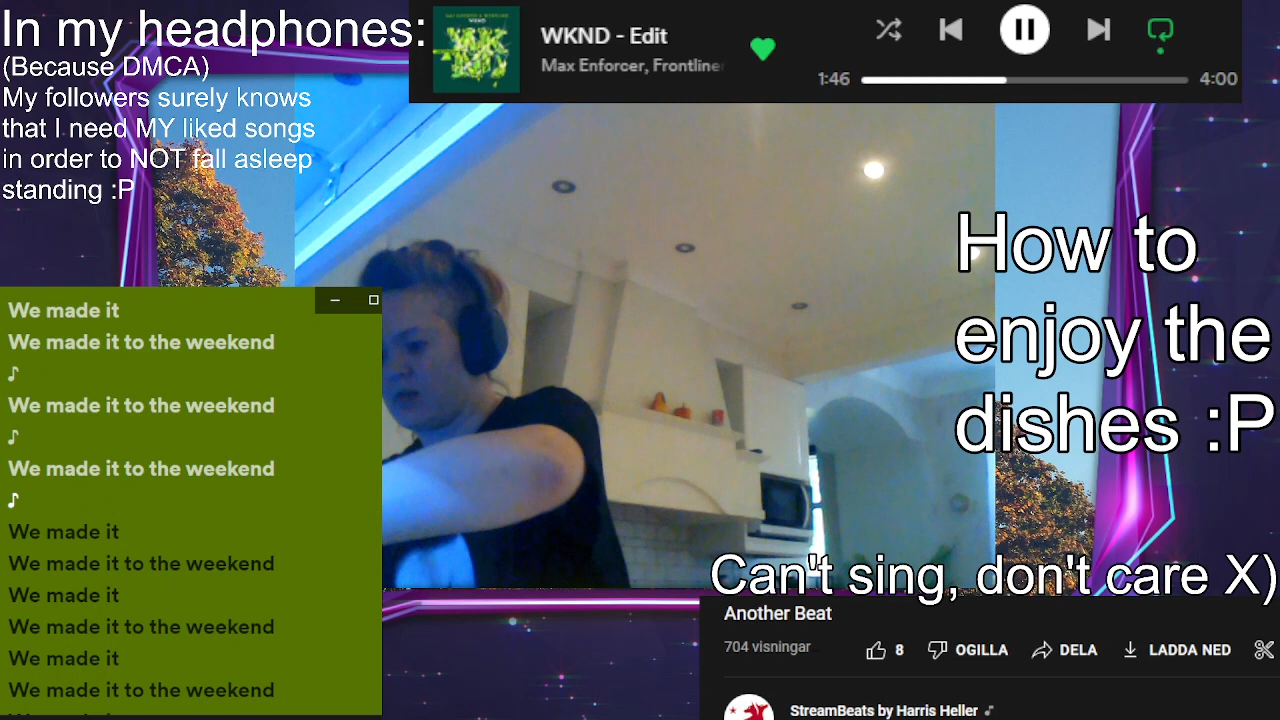 In my headphones:
(Because DMCA)
My followers surely knows
that I need MY liked songs
in order to NOT fall asleep
standing :P
WKND - Edit
Max Enforcer, Frontliner
1:46
4:00
How to
enjoy the
dishes :P
We made it
We made it to the weekend
♪
We made it to the weekend
♪
We made it to the weekend
♪
We made it
We made it to the weekend
We made it
We made it to the weekend
We made it
We made it to the weekend
Can't sing, don't care X)
Another Beat
704 visningar
8
OGILLA
DELA
LADDA NED
StreamBeats by Harris Heller